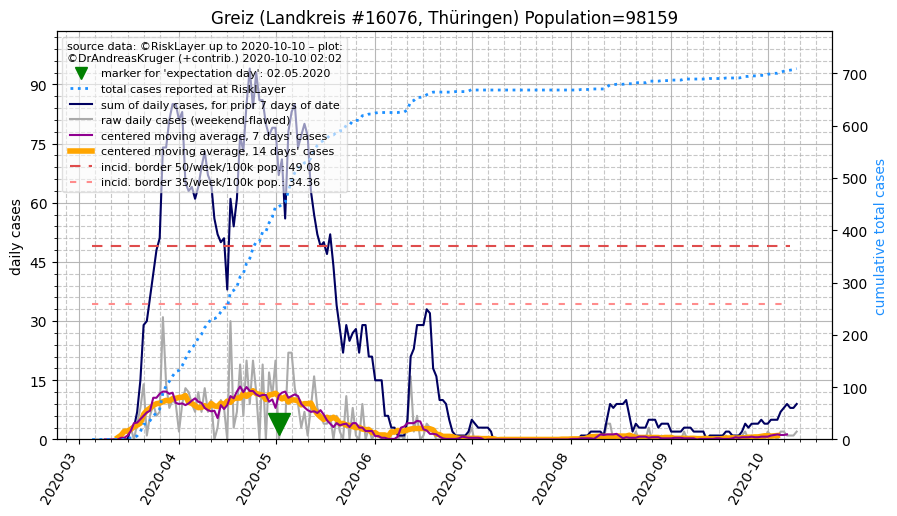 Greiz (Landkreis #16076, Thüringen) Population=98159
source data: ©RiskLayer up to 2020-10-10 – plot:
©DrAndreasKruger (+contrib.) 2020-10-10 02:02
marker for 'expectation day': 02.05.2020
total cases reported at RiskLayer
sum of daily cases, for prior 7 days of date
raw daily cases (weekend-flawed)
centered moving average, 7 days' cases
centered moving average, 14 days' cases
incid. border 50/week/100k pop.: 49.08
incid. border 35/week/100k pop.: 34.36
daily cases
90
75
60
45
30
15
0
cumulative total cases
700
600
500
400
300
200
100
0
2020-03
2020-04
2020-05
2020-06
2020-07
2020-08
2020-09
2020-10